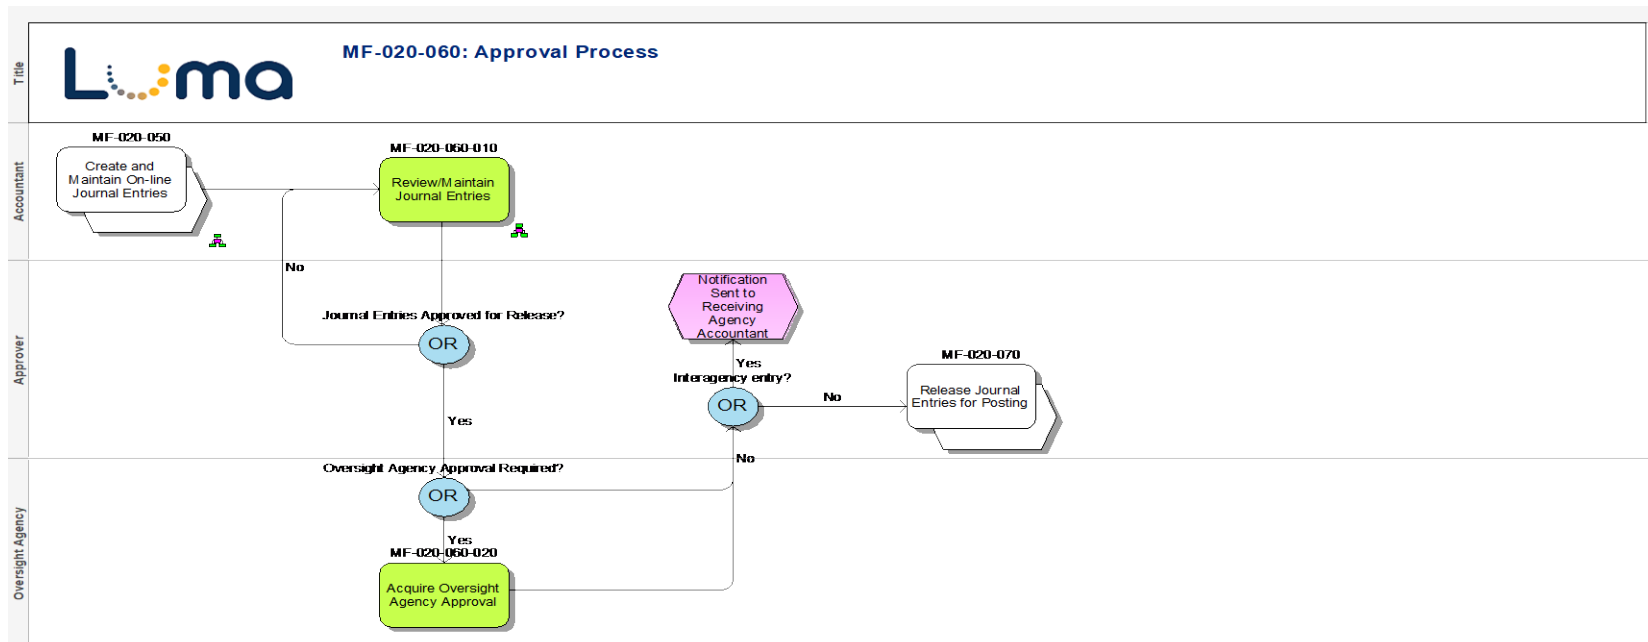 Title
Luma
MF-020-060: Approval Process
Accountant
MF-020-050
Create and
Maintain On-line
Journal Entries
MF-020-060-010
Review/Maintain
Journal Entries
No
Approver
Journal Entries Approved for Release?
OR
Yes
Notification
Sent to
Receiving
Agency
Accountant
Yes
Interagency entry?
OR
No
MF-020-070
Release Journal
Entries for Posting
No
Oversight Agency
Oversight Agency Approval Required?
OR
Yes
MF-020-060-020
Acquire Oversight
Agency Approval